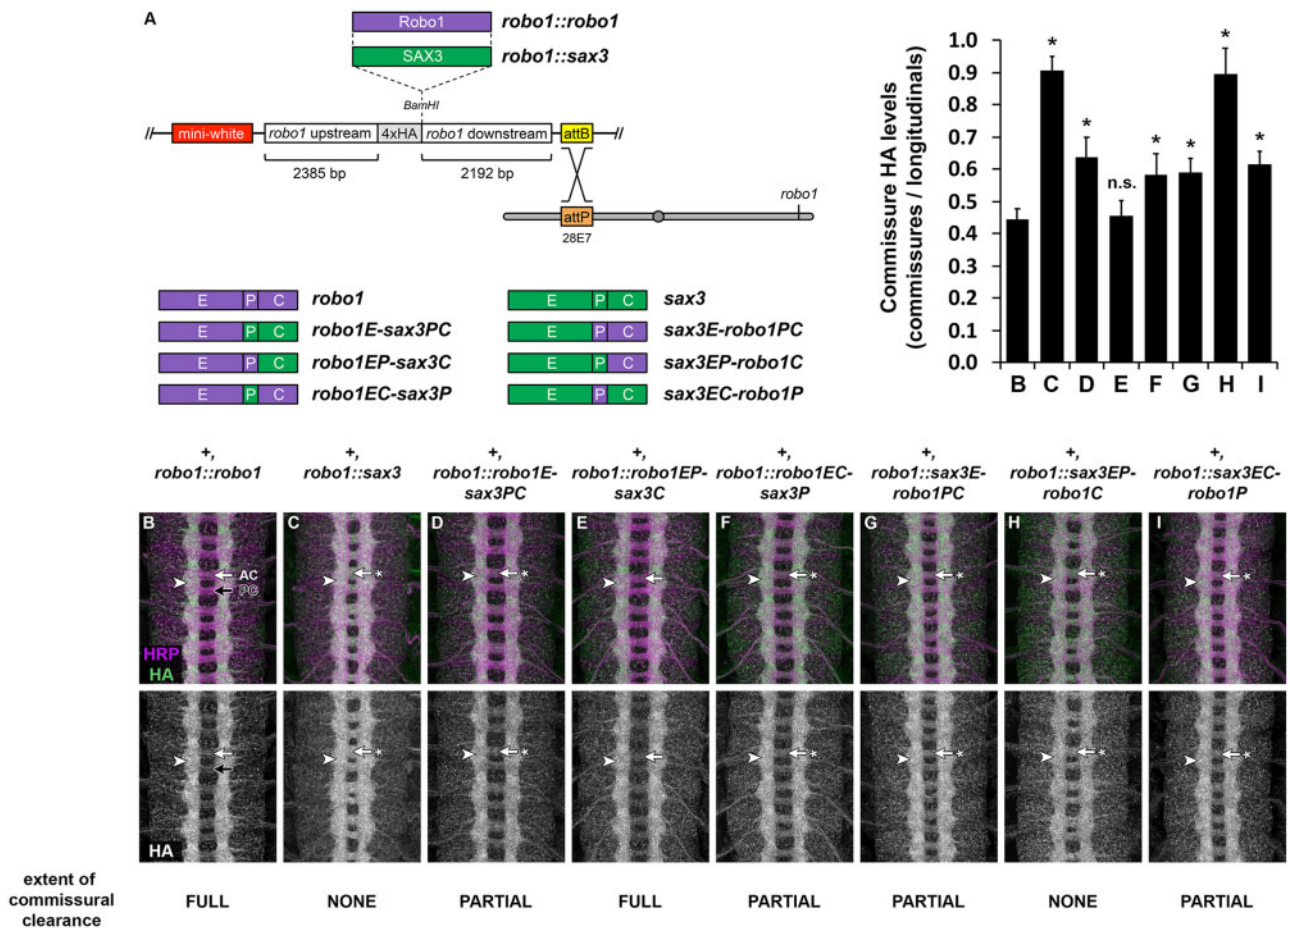 A
Robo1 robo1::robo1
SAX3 robo1::sax3
BamHI
// mini-white robo1 upstream 4xHA robo1 downstream attB //
2385 bp 2192 bp
robo1
attP
28E7
E P C robo1
E P C robo1E-sax3PC
E P C robo1EP-sax3C
E P C robo1EC-sax3P
E P C sax3
E P C sax3E-robo1PC
E P C sax3EP-robo1C
E P C sax3EC-robo1P
Commissure HA levels
(commissures / longitudinals)
1.0
0.9
0.8
0.7
0.6
0.5
0.4
0.3
0.2
0.1
0.0
* * n.s. * * * *
B C D E F G H I
+,
robo1::robo1
+,
robo1::sax3
+,
robo1::robo1E-
sax3PC
+,
robo1::robo1EP-
sax3C
+,
robo1::robo1EC-
sax3P
+,
robo1::sax3E-
robo1PC
+,
robo1::sax3EP-
robo1C
+,
robo1::sax3EC-
robo1P
B C D E F G H I
AC * * * * * *
PC
HRP
HA
* * * * * *
HA
extent of
commissural
clearance
FULL NONE PARTIAL FULL PARTIAL PARTIAL NONE PARTIAL